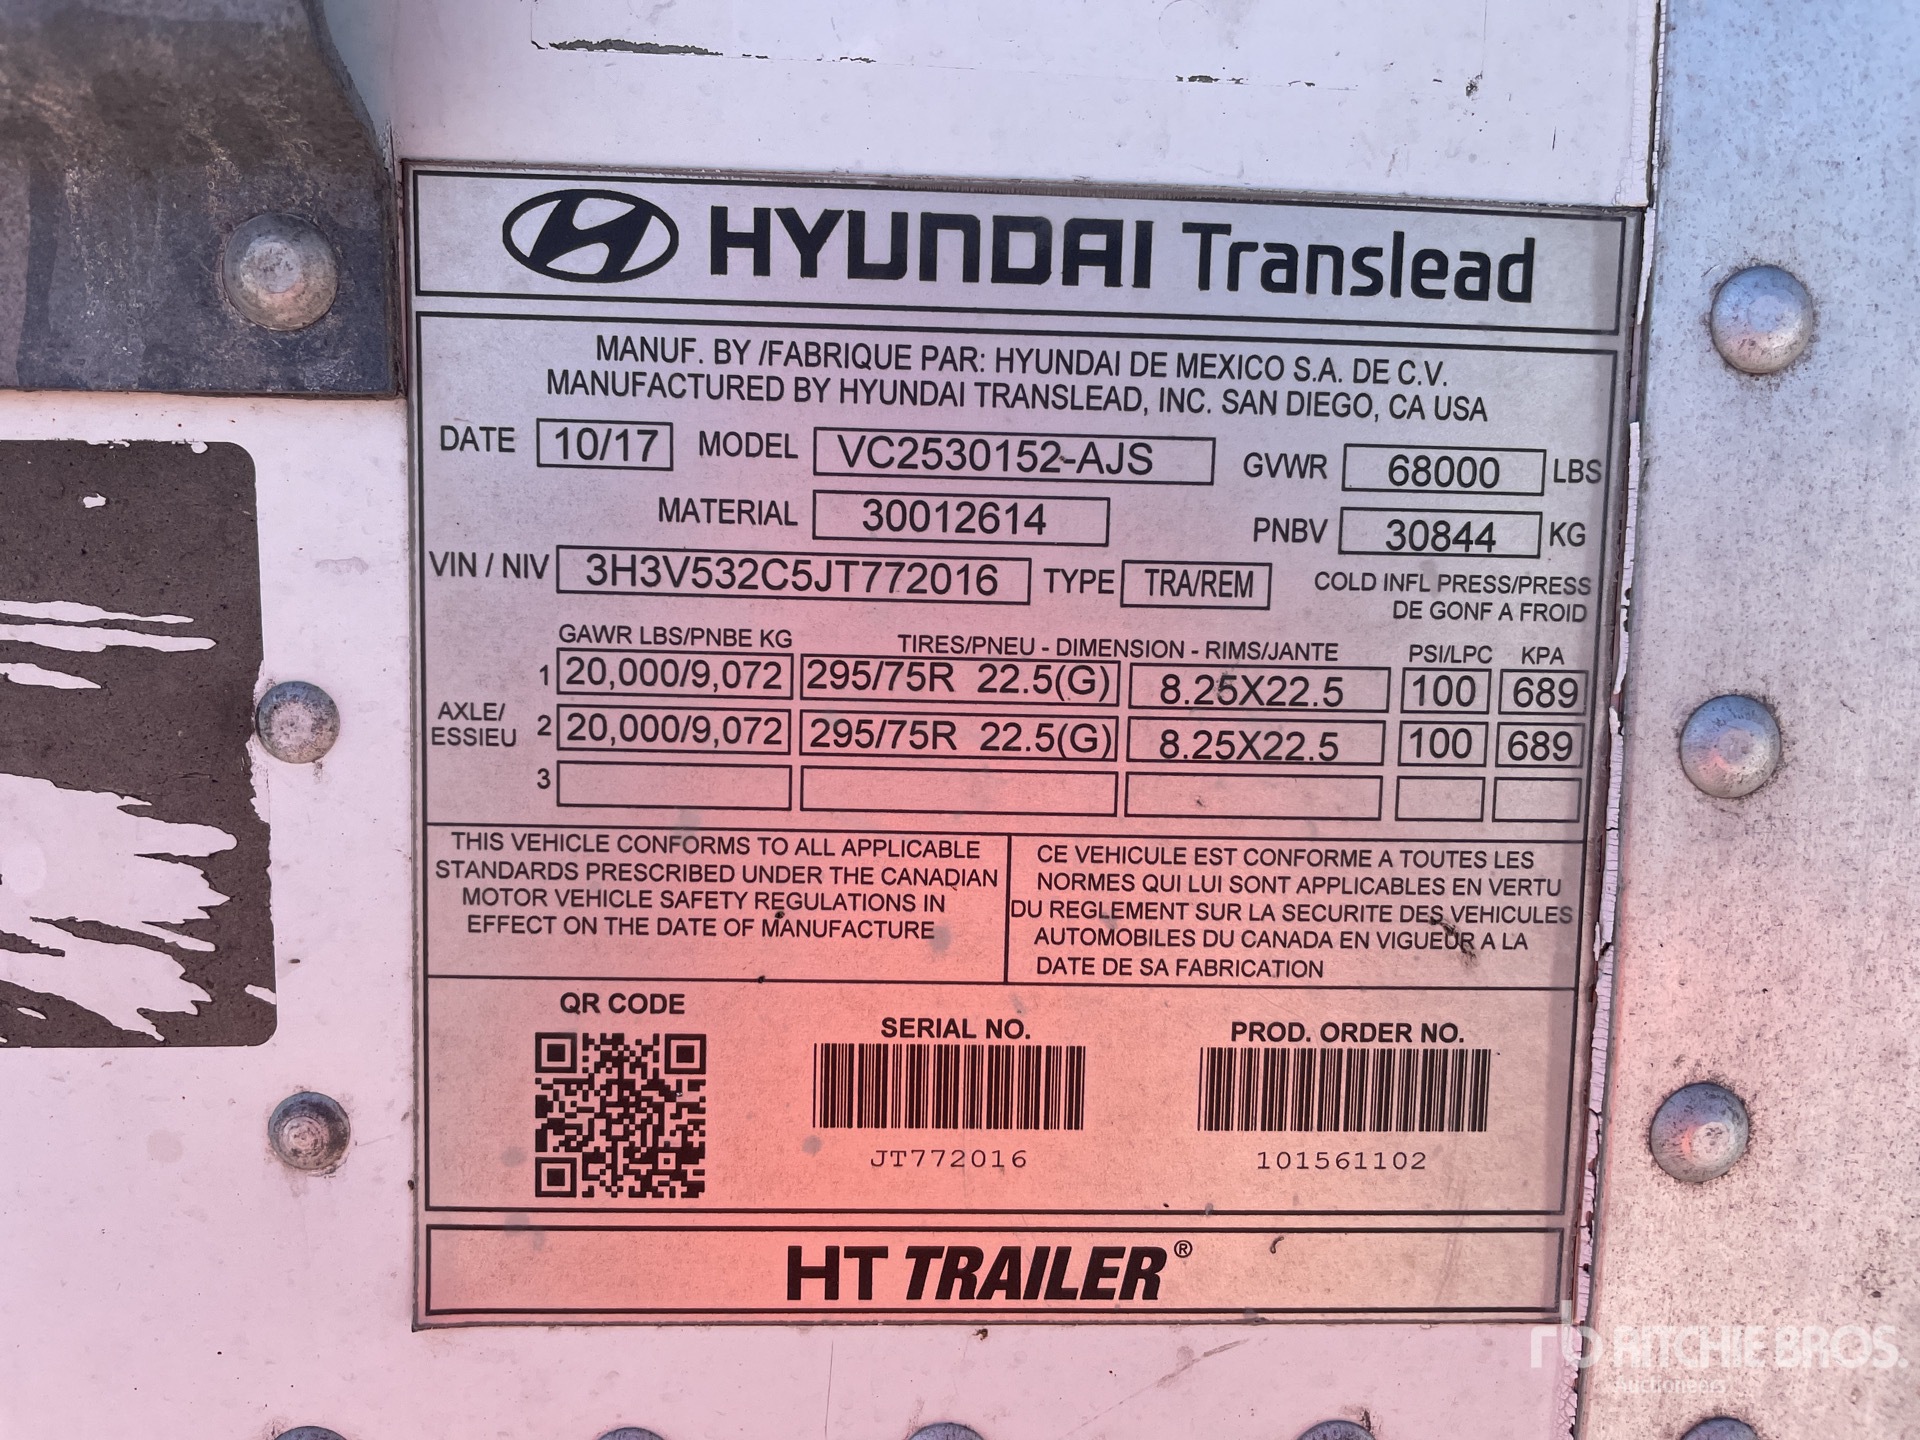 HYUNDAI Translead
MANUF. BY /FABRIQUE PAR: HYUNDAI DE MEXICO S.A. DE C.V.
MANUFACTURED BY HYUNDAI TRANSLEAD, INC. SAN DIEGO, CA USA
DATE 10/17 MODEL VC2530152-AJS GVWR 68000 LBS
MATERIAL 30012614 PNBV 30844 KG
VIN / NIV 3H3V532C5JT772016 TYPE TRA/REM COLD INFL PRESS/PRESS
DE GONF A FROID
GAWR LBS/PNBE KG TIRES/PNEU - DIMENSION - RIMS/JANTE PSI/LPC KPA
1 20,000/9,072 295/75R 22.5(G) 8.25X22.5 100 689
AXLE/
ESSIEU
2 20,000/9,072 295/75R 22.5(G) 8.25X22.5 100 689
3
THIS VEHICLE CONFORMS TO ALL APPLICABLE
STANDARDS PRESCRIBED UNDER THE CANADIAN
MOTOR VEHICLE SAFETY REGULATIONS IN
EFFECT ON THE DATE OF MANUFACTURE
CE VEHICULE EST CONFORME A TOUTES LES
NORMES QUI LUI SONT APPLICABLES EN VERTU
DU REGLEMENT SUR LA SECURITE DES VEHICULES
AUTOMOBILES DU CANADA EN VIGUEUR A LA
DATE DE SA FABRICATION
QR CODE
SERIAL NO.
JT772016
PROD. ORDER NO.
101561102
HT TRAILER®
RITCHIE BROS.
Auctioneers